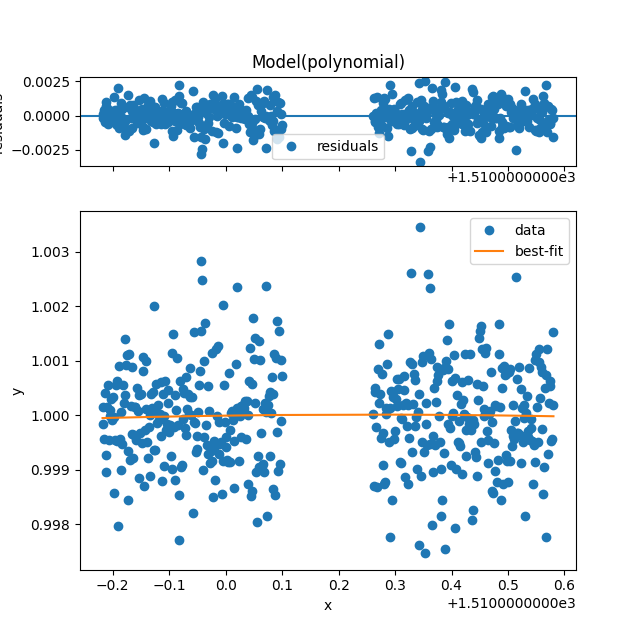 Model(polynomial)
0.0025
0.0000
−0.0025
residuals
+1.5100000000e3
1.003
1.002
1.001
1.000
0.999
0.998
y
data
best-fit
−0.2 −0.1 0.0 0.1 0.2 0.3 0.4 0.5 0.6
x
+1.5100000000e3